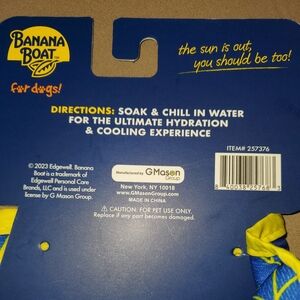 BANANA
BOAT
for dogs!
the sun is out,
you should be too!
DIRECTIONS: SOAK & CHILL IN WATER
FOR THE ULTIMATE HYDRATION
& COOLING EXPERIENCE
ITEM# 257376
© 2023 Edgewell. Banana
Boat is a trademark of
Edgewell Personal Care
Brands, LLC and is used under
license by G Mason Group.
Manufactured by G Mason
Group
New York, NY 10018
www.GMasonGroup.com
MADE IN CHINA
⚠ CAUTION: FOR PET USE ONLY.
Replace if any part becomes damaged.